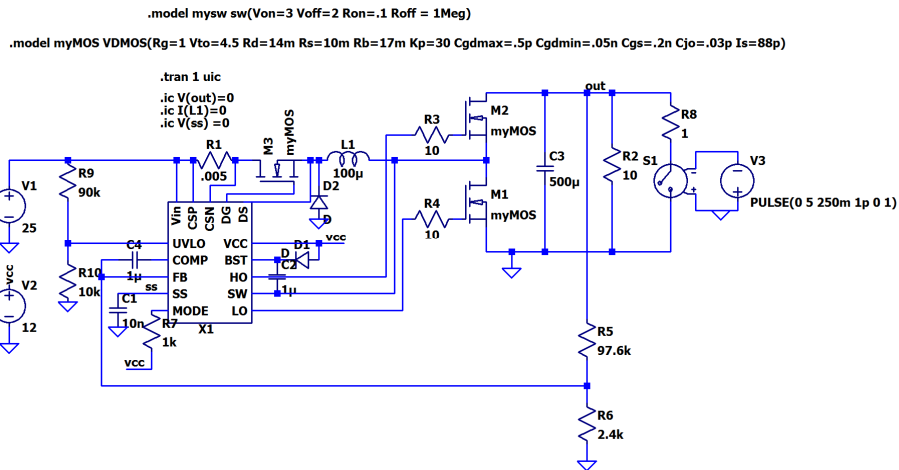 .model mysw sw(Von=3 Voff=2 Ron=.1 Roff = 1Meg)
.model myMOS VDMOS(Rg=1 Vto=4.5 Rd=14m Rs=10m Rb=17m Kp=30 Cgdmax=.5p Cgdmin=.05n Cgs=.2n Cjo=.03p Is=88p)
.tran 1 uic
.ic V(out)=0
.ic I(L1)=0
.ic V(ss) =0
out
M2
myMOS
R8
1
R3
10
M3
myMOS
R1
.005
L1
100µ
C3
500µ
R2
10
S1
V3
PULSE(0 5 250m 1p 0 1)
R9
90k
V1
25
D2
D
M1
myMOS
R4
10
Vin
CSP
CSN
DG
DS
UVLO
COMP
FB
SS
MODE
VCC
BST
HO
SW
LO
X1
vcc
D1
D
C2
1µ
C4
1µ
R10
10k
ss
C1
10n
R7
1k
vcc
vcc
V2
12
R5
97.6k
R6
2.4k